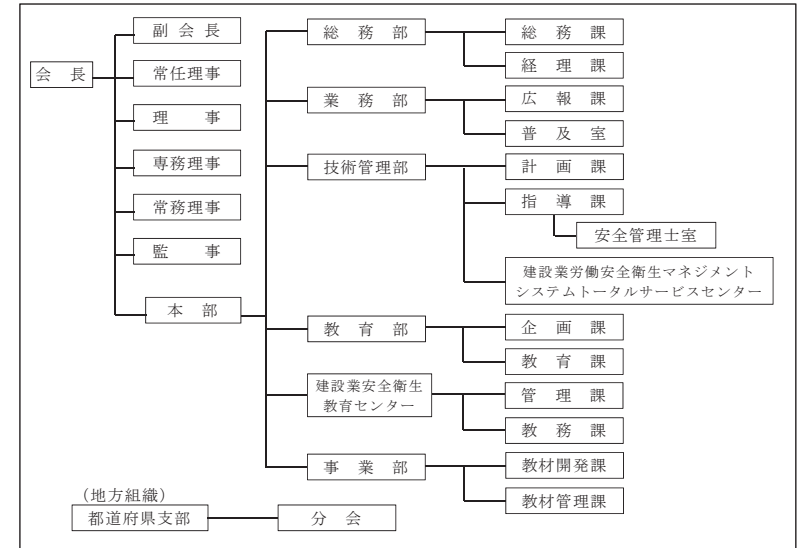 会長
副会長
常任理事
理事
専務理事
常務理事
監事
本部
総務部
総務課
経理課
業務部
広報課
普及室
技術管理部
計画課
指導課
安全管理士室
建設業労働安全衛生マネジメント
システムトータルサービスセンター
教育部
企画課
教育課
建設業安全衛生
教育センター
管理課
教務課
事業部
教材開発課
教材管理課
(地方組織)
都道府県支部
分会